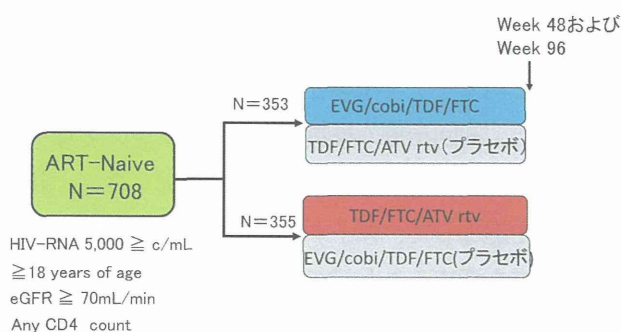 Week 48および
Week 96
N=353
EVG/cobi/TDF/FTC
TDF/FTC/ATV rtv(プラセボ)
ART-Naive
N=708
N=355
TDF/FTC/ATV rtv
EVG/cobi/TDF/FTC(プラセボ)
HIV-RNA 5,000 ≧ c/mL
≧18 years of age
eGFR ≧ 70mL/min
Any CD4 count